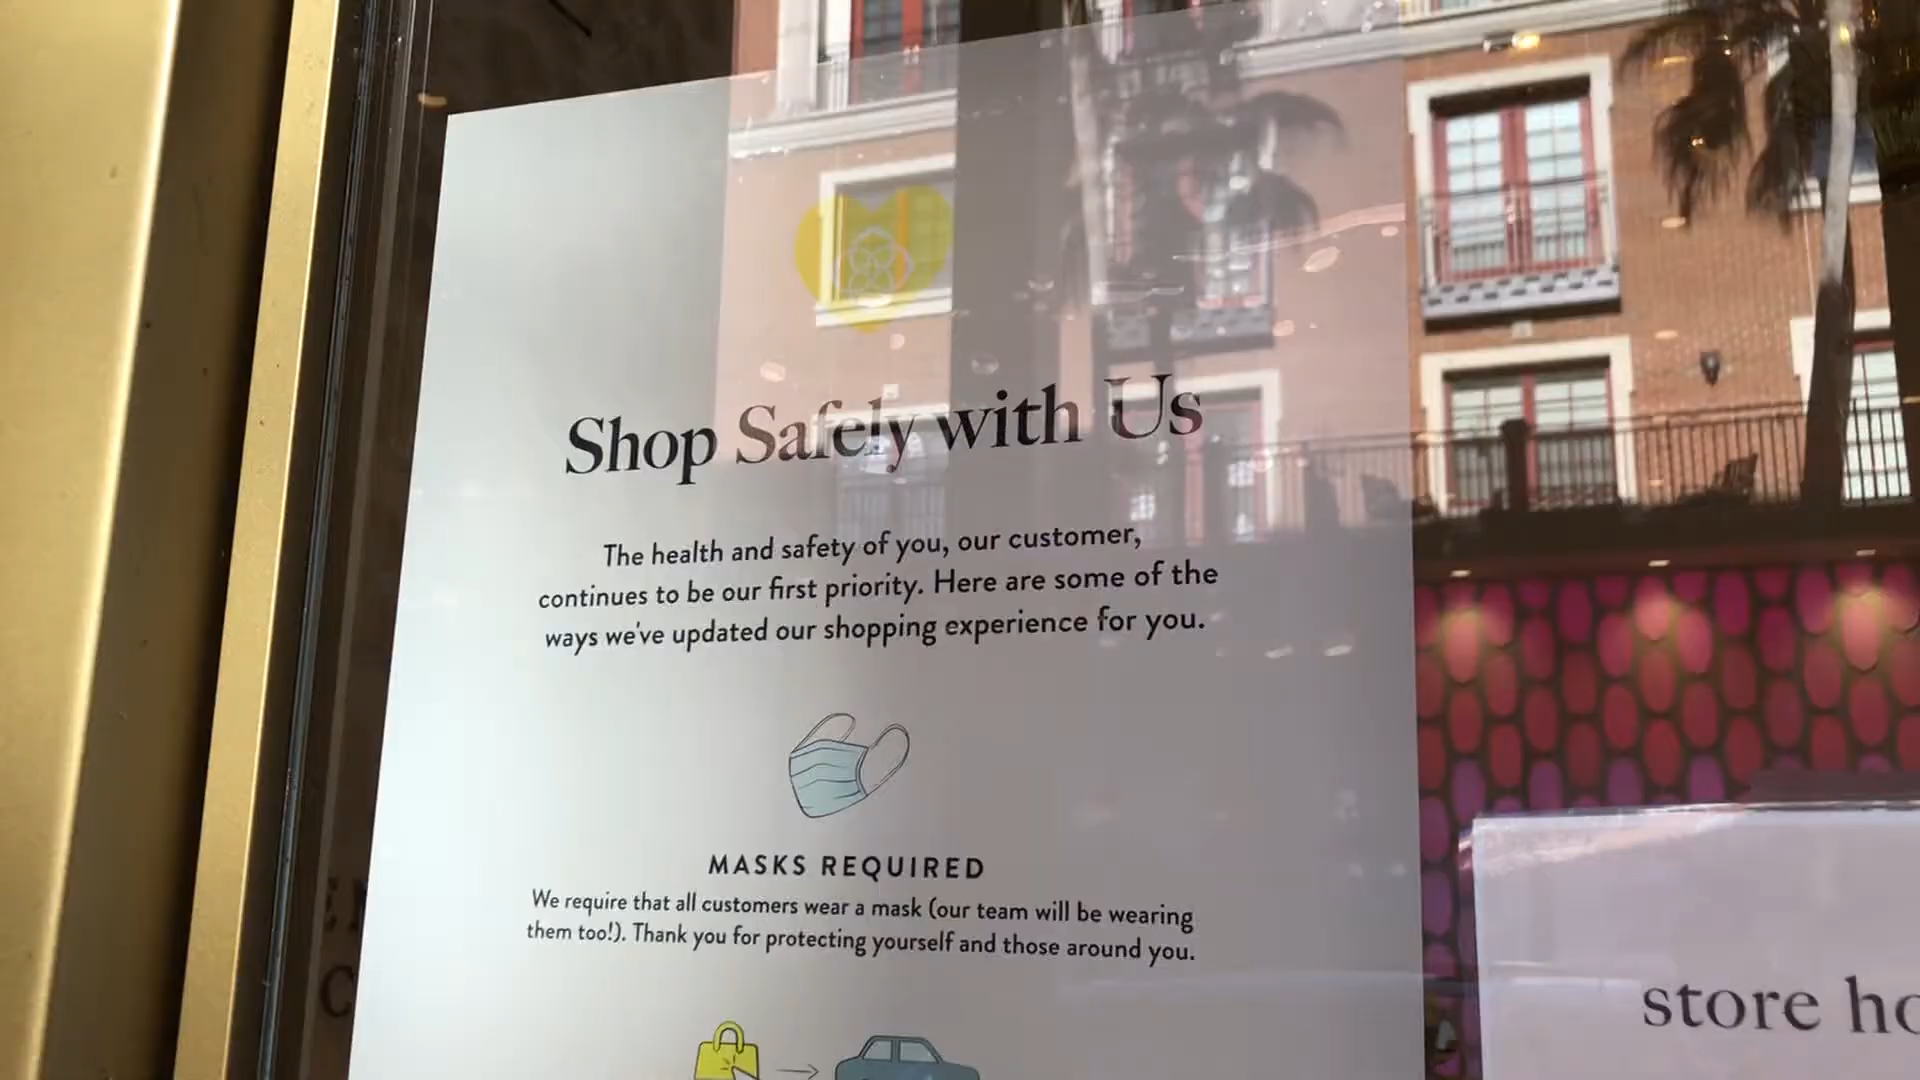 Shop Safely with Us
The health and safety of you, our customer,
continues to be our first priority. Here are some of the
ways we've updated our shopping experience for you.
MASKS REQUIRED
We require that all customers wear a mask (our team will be wearing
them too!). Thank you for protecting yourself and those around you.
store